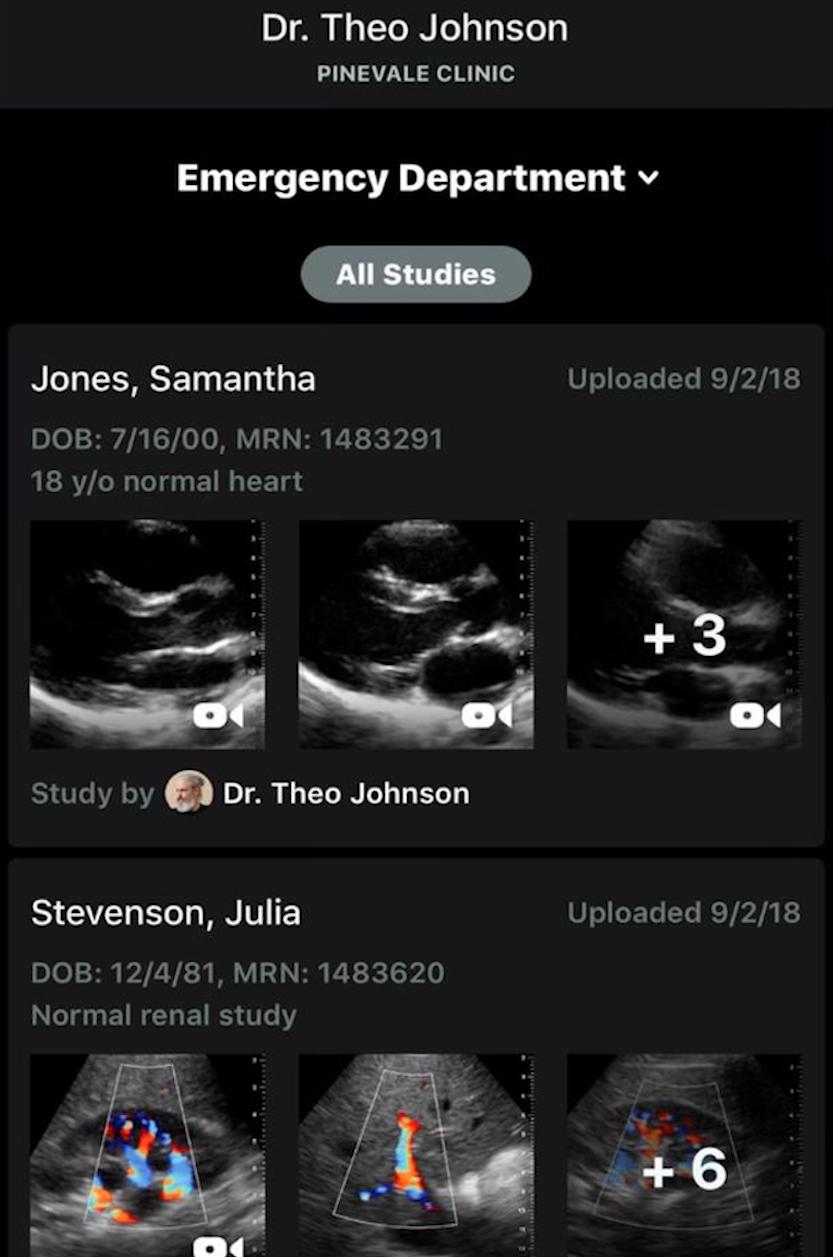 Dr. Theo Johnson
PINEVALE CLINIC
Emergency Department
All Studies
Jones, Samantha
Uploaded 9/2/18
DOB: 7/16/00, MRN: 1483291
18 y/o normal heart
+ 3
Study by Dr. Theo Johnson
Stevenson, Julia
Uploaded 9/2/18
DOB: 12/4/81, MRN: 1483620
Normal renal study
+ 6